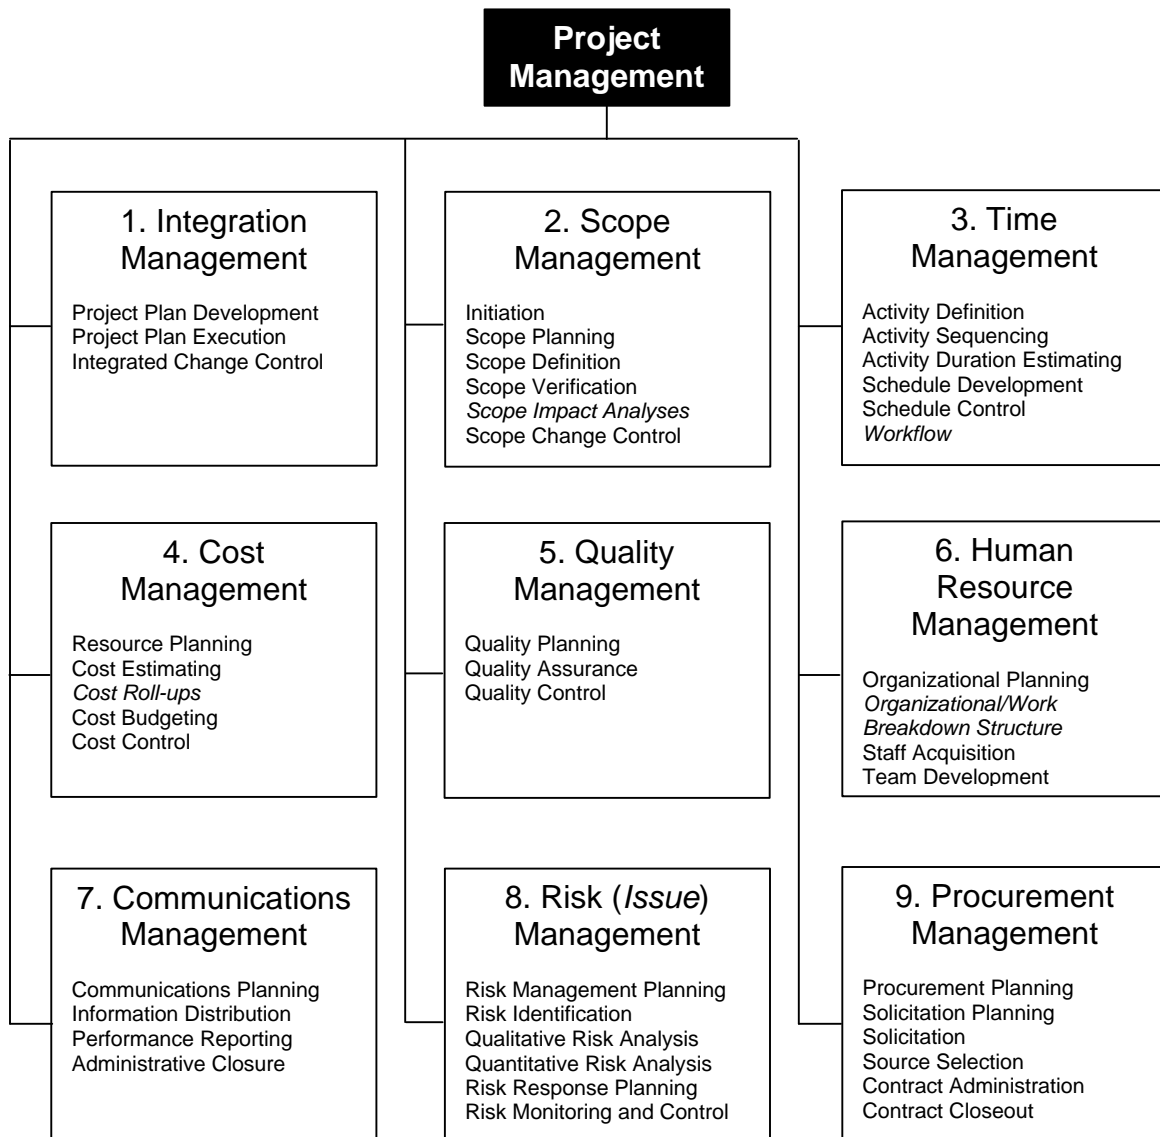 Project
Management
1. Integration
Management
Project Plan Development
Project Plan Execution
Integrated Change Control
2. Scope
Management
Initiation
Scope Planning
Scope Definition
Scope Verification
Scope Impact Analyses
Scope Change Control
3. Time
Management
Activity Definition
Activity Sequencing
Activity Duration Estimating
Schedule Development
Schedule Control
Workflow
4. Cost
Management
Resource Planning
Cost Estimating
Cost Roll-ups
Cost Budgeting
Cost Control
5. Quality
Management
Quality Planning
Quality Assurance
Quality Control
6. Human
Resource
Management
Organizational Planning
Organizational/Work
Breakdown Structure
Staff Acquisition
Team Development
7. Communications
Management
Communications Planning
Information Distribution
Performance Reporting
Administrative Closure
8. Risk (Issue)
Management
Risk Management Planning
Risk Identification
Qualitative Risk Analysis
Quantitative Risk Analysis
Risk Response Planning
Risk Monitoring and Control
9. Procurement
Management
Procurement Planning
Solicitation Planning
Solicitation
Source Selection
Contract Administration
Contract Closeout